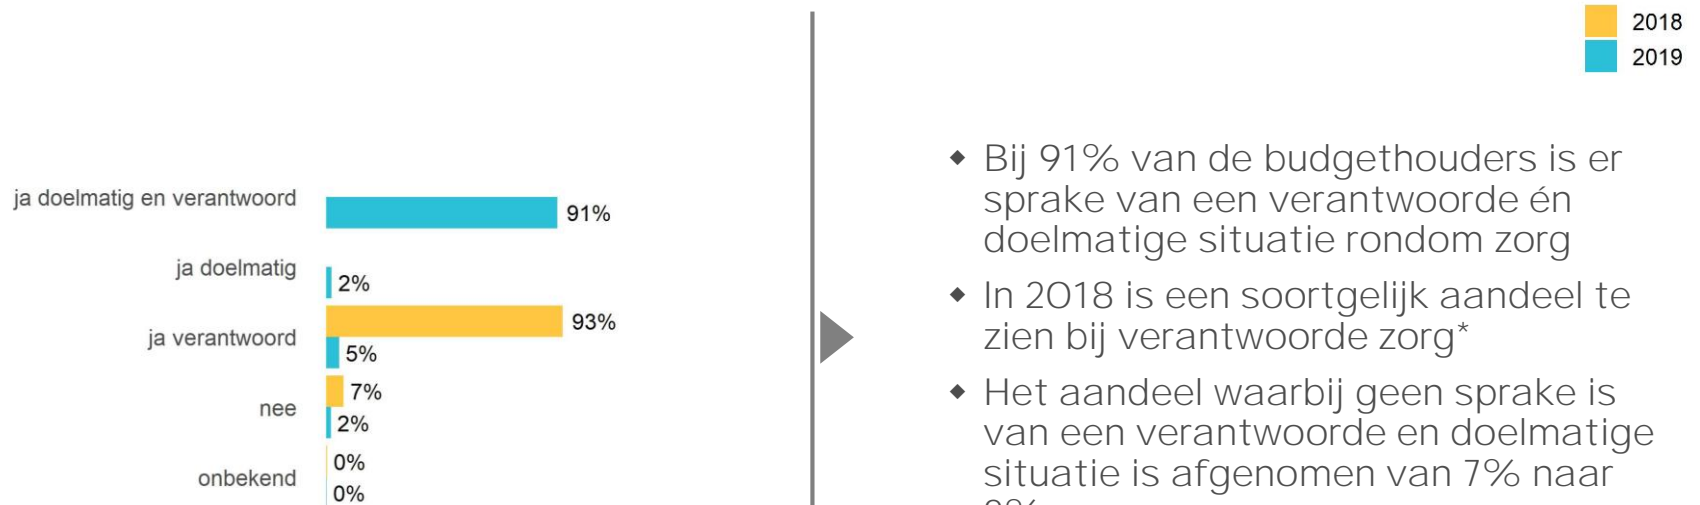 2018
2019
ja doelmatig en verantwoord
91%
ja doelmatig
2%
93%
ja verantwoord
5%
7%
nee
2%
0%
onbekend
0%
◆ Bij 91% van de budgethouders is er
sprake van een verantwoorde én
doelmatige situatie rondom zorg
◆ In 2018 is een soortgelijk aandeel te
zien bij verantwoorde zorg*
◆ Het aandeel waarbij geen sprake is
van een verantwoorde en doelmatige
situatie is afgenomen van 7% naar